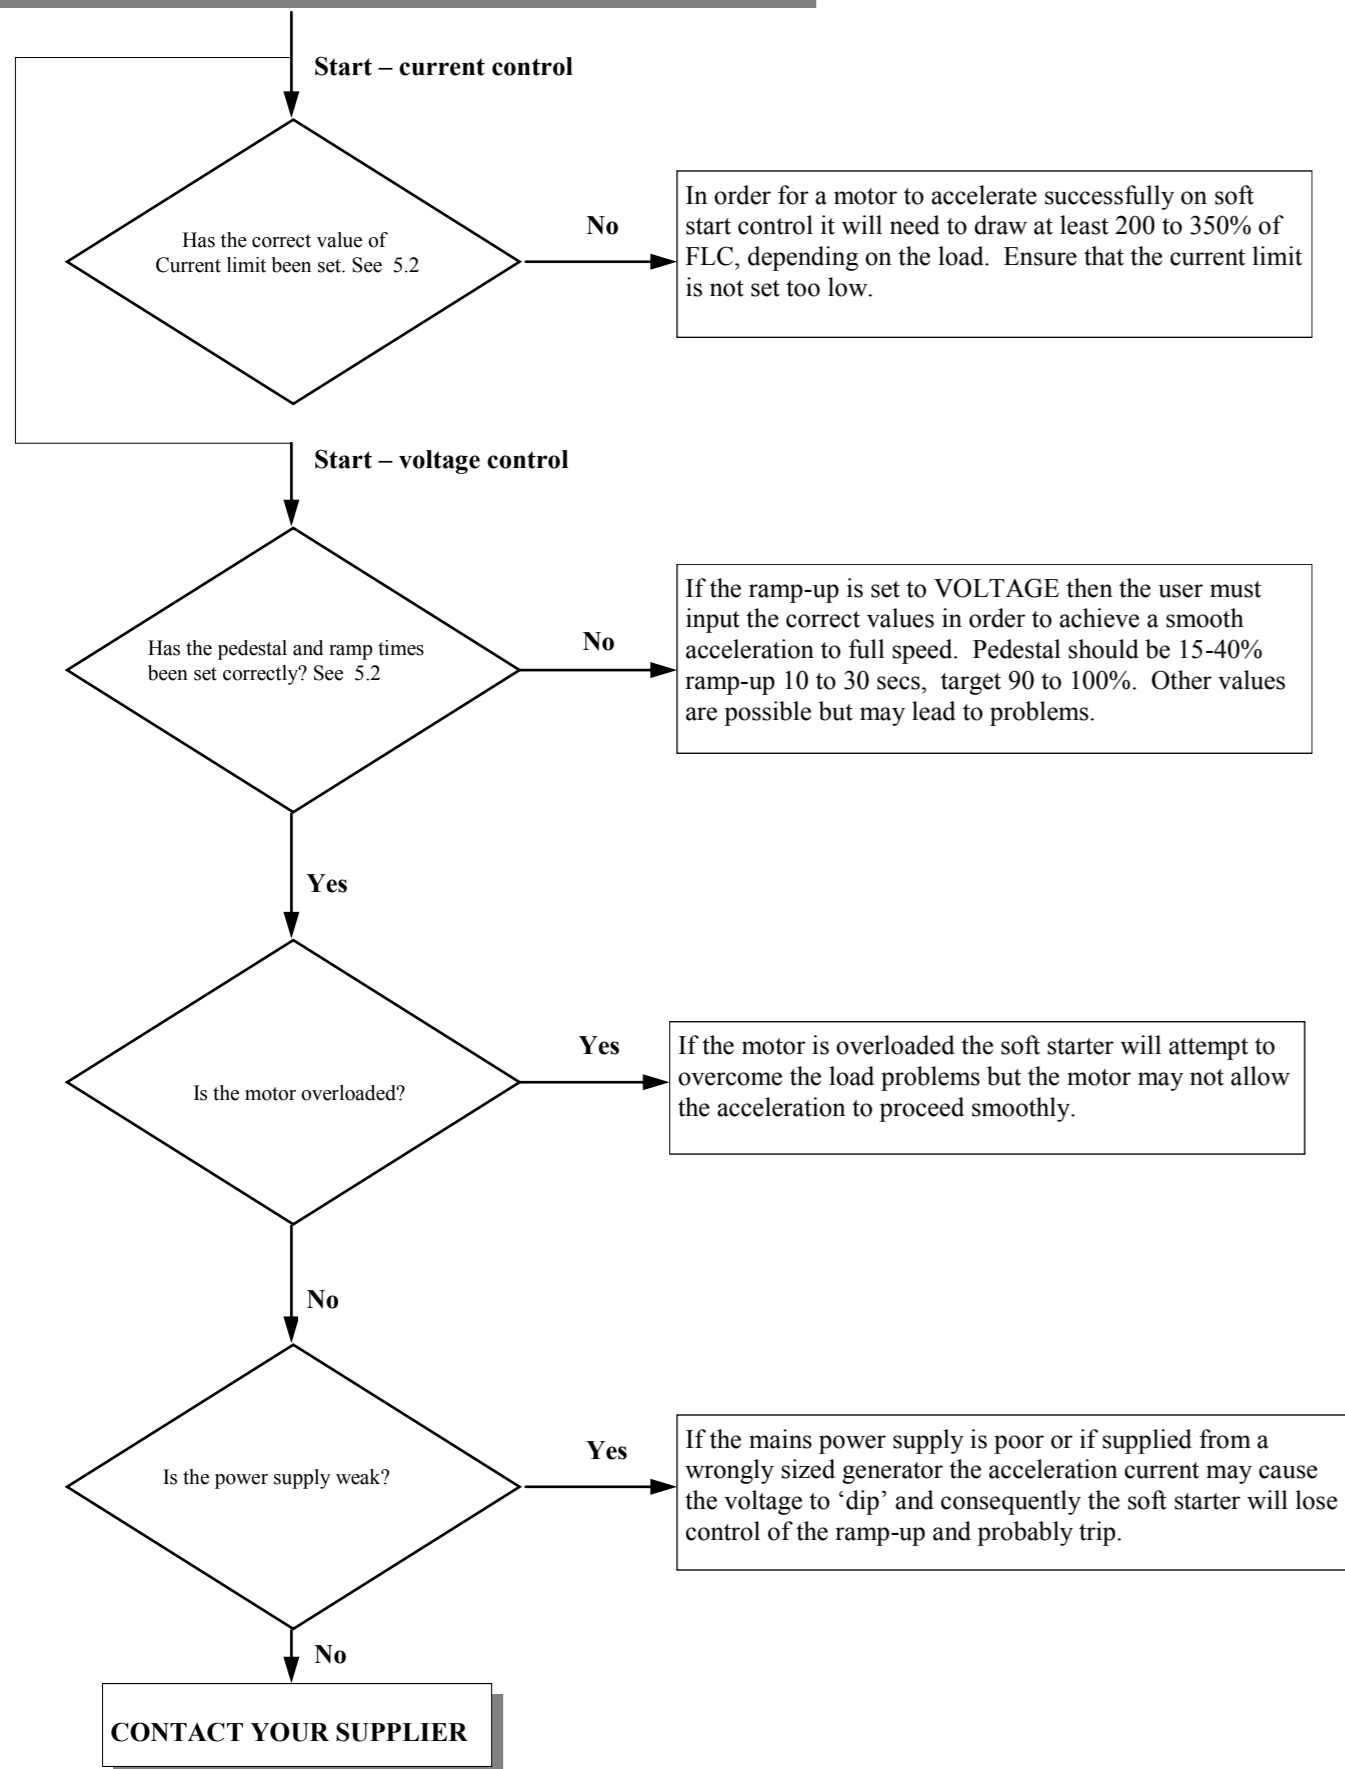 Start – current control
Has the correct value of
Current limit been set. See  5.2
No
In order for a motor to accelerate successfully on soft
start control it will need to draw at least 200 to 350% of
FLC, depending on the load.  Ensure that the current limit
is not set too low.
Start – voltage control
Has the pedestal and ramp times
been set correctly? See  5.2
No
If the ramp-up is set to VOLTAGE then the user must
input the correct values in order to achieve a smooth
acceleration to full speed.  Pedestal should be 15-40%
ramp-up 10 to 30 secs,  target 90 to 100%.  Other values
are possible but may lead to problems.
Yes
Is the motor overloaded?
Yes
If the motor is overloaded the soft starter will attempt to
overcome the load problems but the motor may not allow
the acceleration to proceed smoothly.
No
Is the power supply weak?
Yes
If the mains power supply is poor or if supplied from a
wrongly sized generator the acceleration current may cause
the voltage to ‘dip’ and consequently the soft starter will lose
control of the ramp-up and probably trip.
No
CONTACT YOUR SUPPLIER